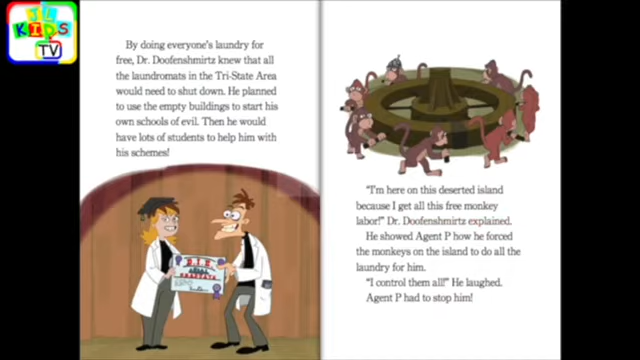 JL
KIDS
TV
By doing everyone's laundry for
free, Dr. Doofenshmirtz knew that all
the laundromats in the Tri-State Area
would need to shut down. He planned
to use the empty buildings to start his
own schools of evil. Then he would
have lots of students to help him with
his schemes!
"I'm here on this deserted island
because I get all this free monkey
labor!" Dr. Doofenshmirtz explained.
He showed Agent P how he forced
the monkeys on the island to do all the
laundry for him.
"I control them all!" He laughed.
Agent P had to stop him!